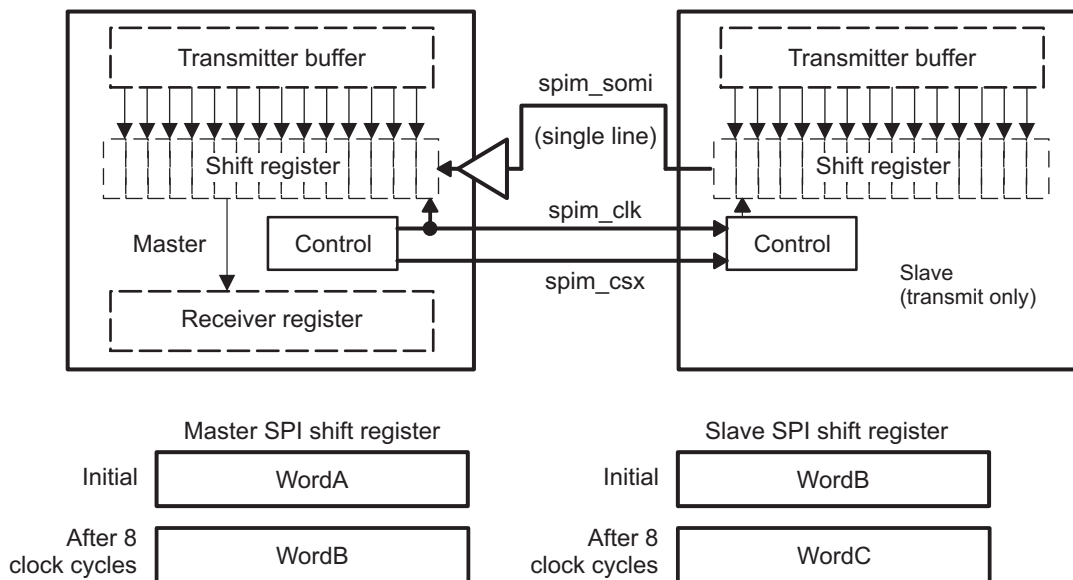 Transmitter buffer
Transmitter buffer
spim_somi
(single line)
Shift register
Shift register
spim_clk
Master
Control
Control
spim_csx
Slave
(transmit only)
Receiver register
Master SPI shift register
Slave SPI shift register
Initial
WordA
Initial
WordB
After 8
clock cycles
WordB
After 8
clock cycles
WordC